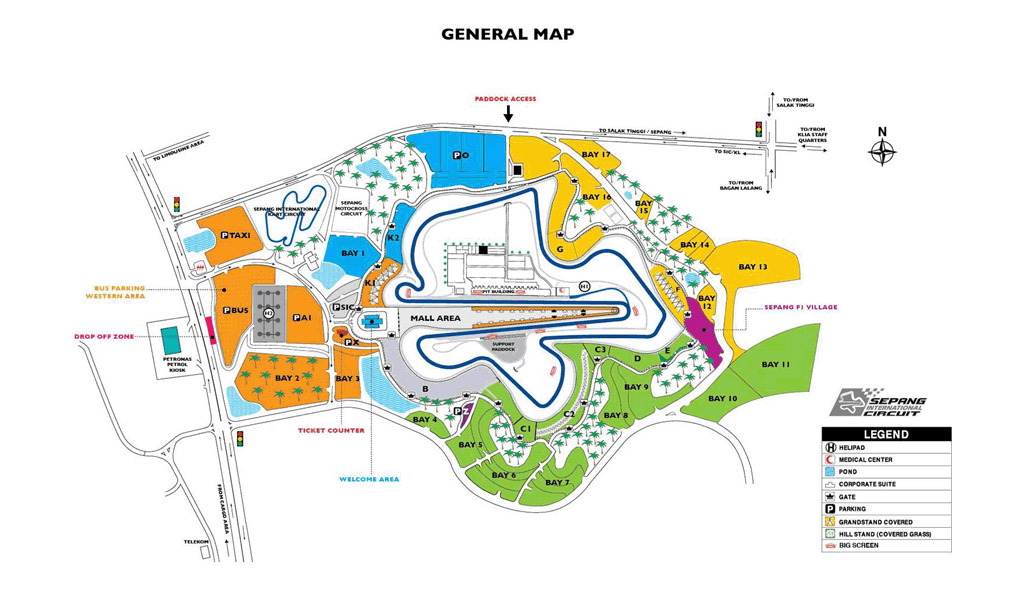 GENERAL MAP
PADDOCK ACCESS
TO/FROM
SALAK TINGGI
TO SALAK TINGGI / SEPANG
TO/FROM
KLIA STAFF
QUARTERS
N
TO LIMOUSINE AREA
TO SIC/KL
BAY 17
P O
TO/FROM
BAGAN LALANG
SEPANG
MOTOCROSS
CIRCUIT
SEPANG INTERNATIONAL
KART CIRCUIT
BAY 16
BAY
15
P TAXI
K2
G
BAY 14
BAY 1
BAY 13
K1
F
BUS PARKING
WESTERN AREA
PIT BUILDING
H1
BAY
12
P SIC
SEPANG F1 VILLAGE
P BUS
H2
P A1
MALL AREA
DROP OFF ZONE
P X
SUPPORT
PADDOCK
C3
D
E
PETRONAS
PETROL
KIOSK
BAY 11
BAY 2
BAY 3
B
BAY 9
BAY 10
P
BAY 4
C2
BAY 8
C1
SEPANG
INTERNATIONAL
CIRCUIT
TICKET COUNTER
BAY 5
BAY 6
BAY 7
WELCOME AREA
FROM CARGO AREA
TELEKOM
LEGEND
H HELIPAD
MEDICAL CENTER
POND
CORPORATE SUITE
GATE
P PARKING
GRANDSTAND COVERED
HILL STAND (COVERED GRASS)
BIG SCREEN